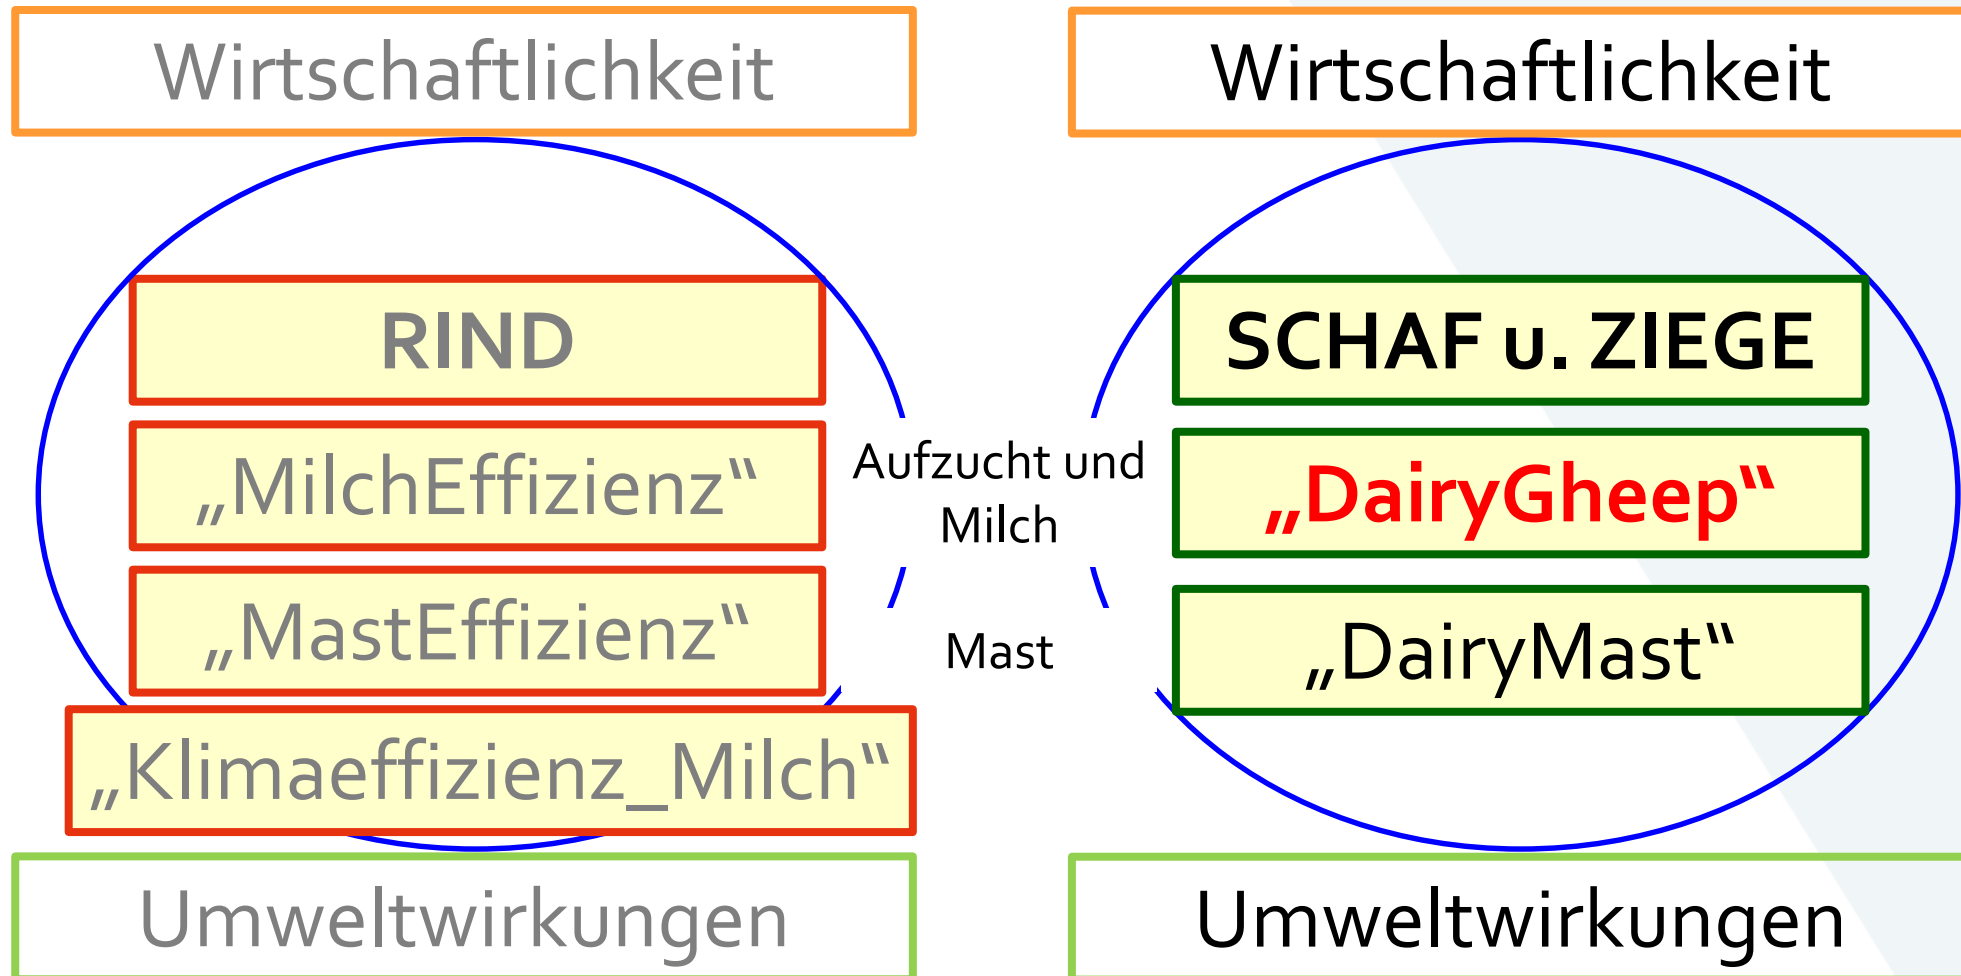 Wirtschaftlichkeit
RIND
„MilchEffizienz“
„MastEffizienz“
„Klimaeffizienz_Milch“
Umweltwirkungen
Aufzucht und
Milch
Mast
Wirtschaftlichkeit
SCHAF u. ZIEGE
„DairyGheep“
„DairyMast“
Umweltwirkungen